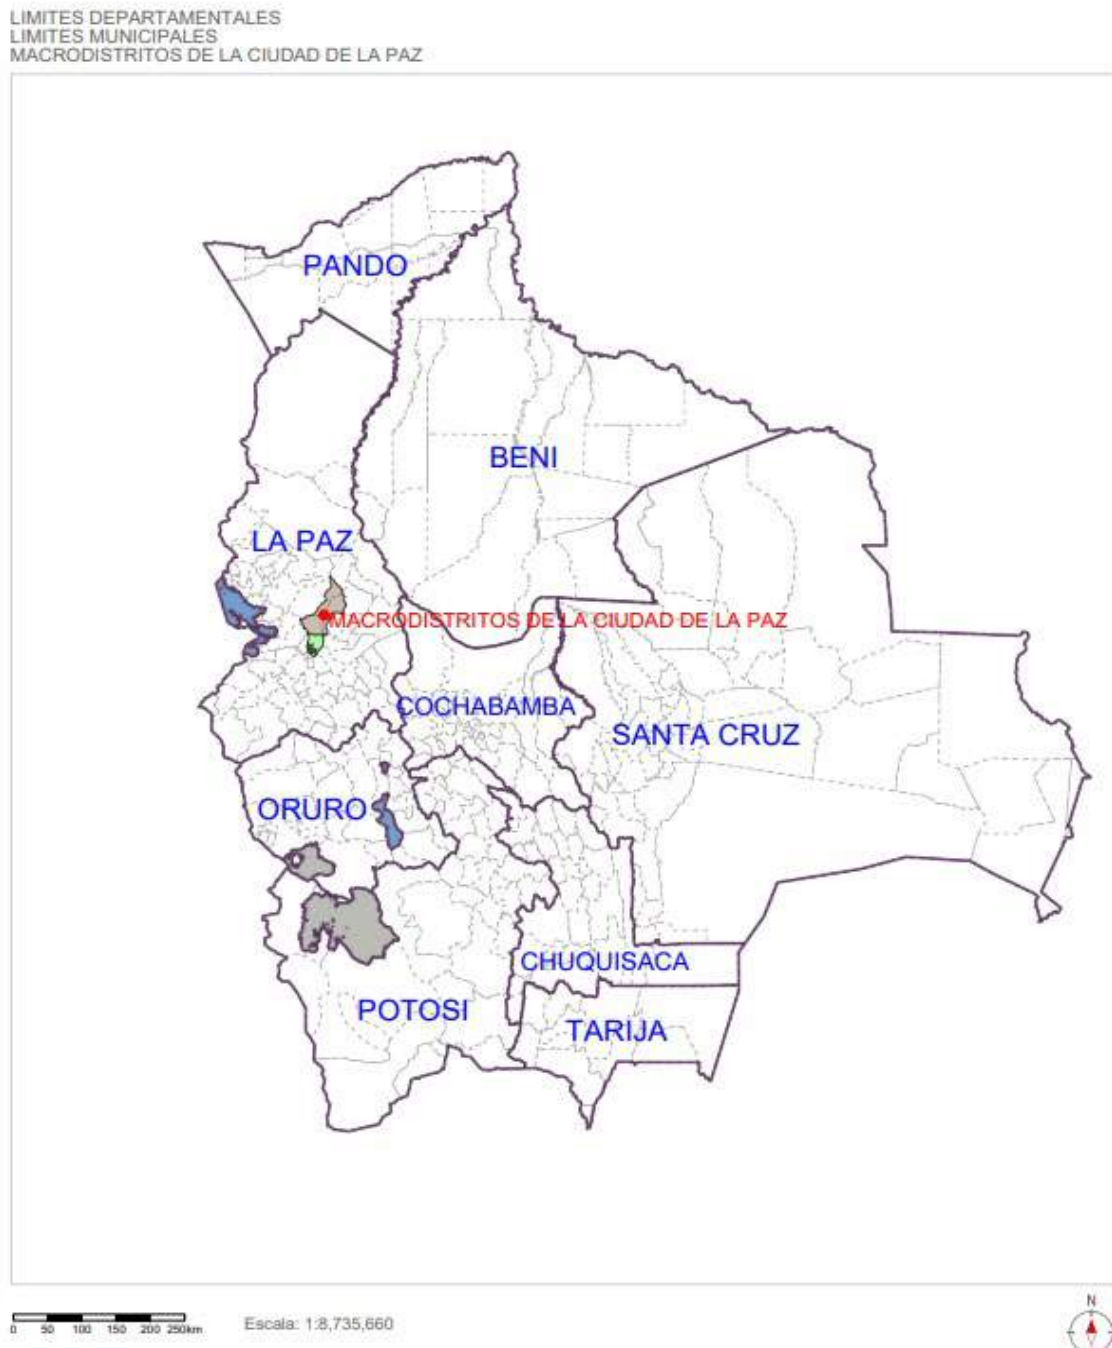 LIMITES DEPARTAMENTALES
LIMITES MUNICIPALES
MACRODISTRITOS DE LA CIUDAD DE LA PAZ
PANDO
BENI
LA PAZ
MACRODISTRITOS DE LA CIUDAD DE LA PAZ
COCHABAMBA
SANTA CRUZ
ORURO
CHUQUISACA
POTOSI
TARIJA
N
0 50 100 150 200 250km
Escala: 1:8,735,660